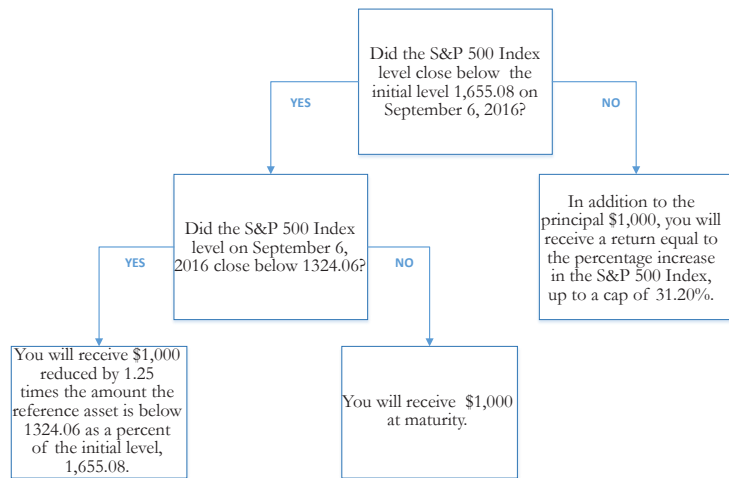 Did the S&P 500 Index
level close below the
initial level 1,655.08 on
September 6, 2016?
YES
NO
Did the S&P 500 Index
level on September 6,
2016 close below 1324.06?
In addition to the
principal $1,000, you will
receive a return equal to
the percentage increase
in the S&P 500 Index,
up to a cap of 31.20%.
YES
NO
You will receive $1,000
reduced by 1.25
times the amount the
reference asset is below
1324.06 as a percent
of the initial level,
1,655.08.
You will receive $1,000
at maturity.